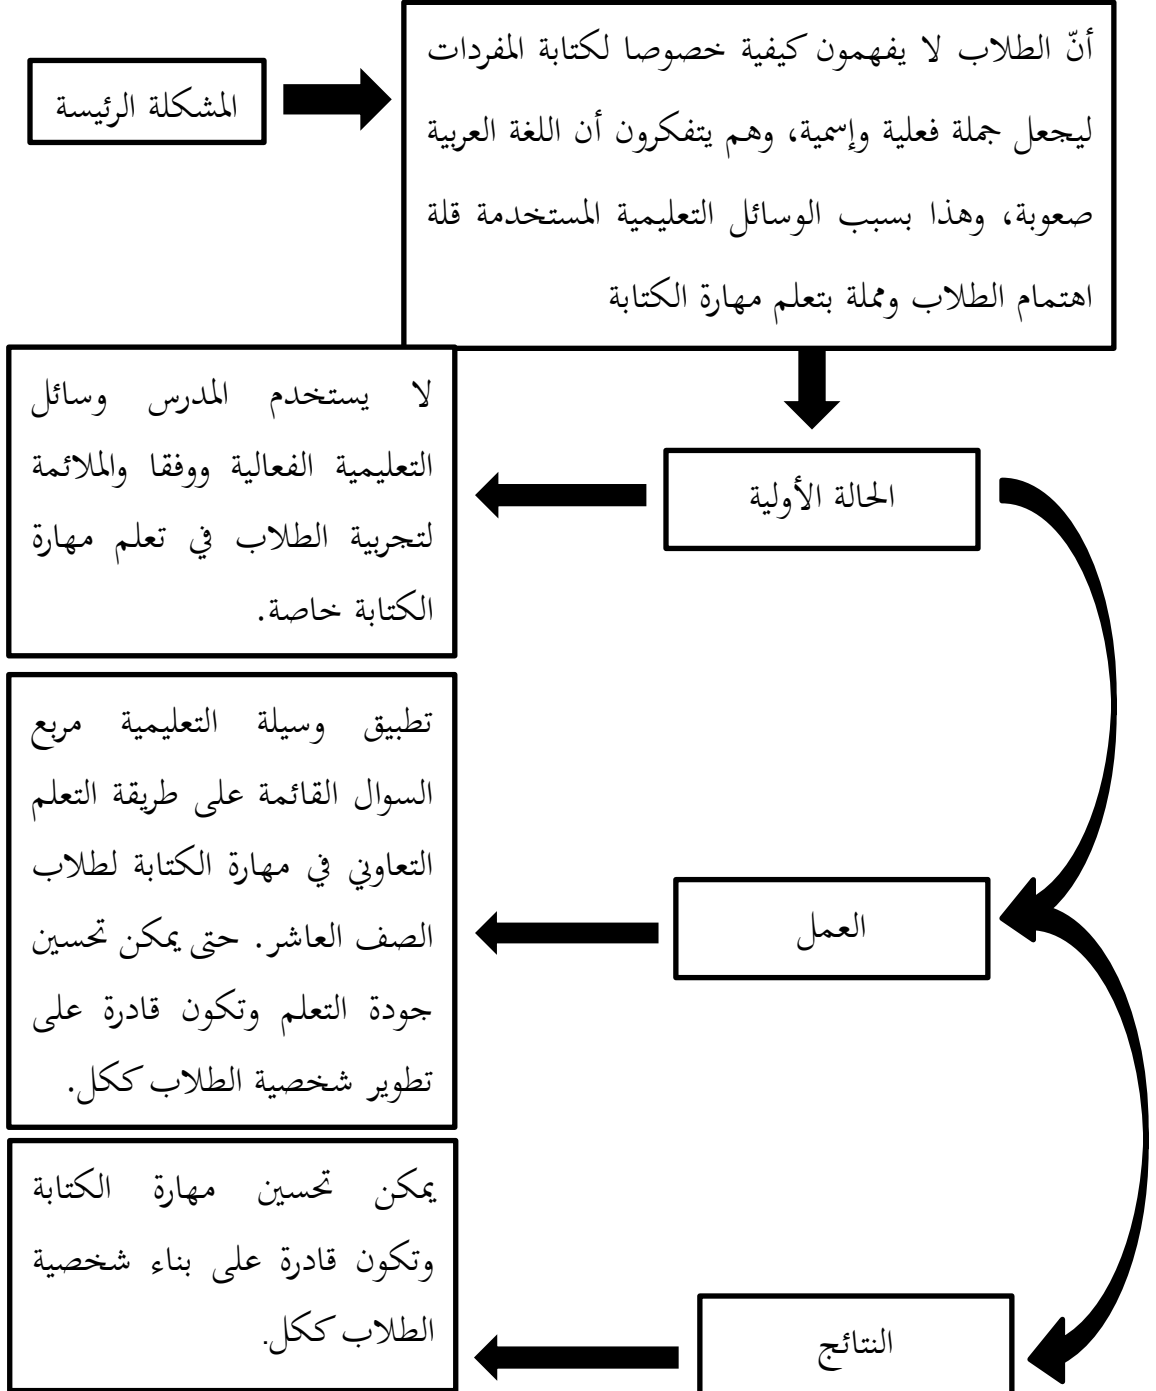 المشكلة الرئيسة
أنّ الطلاب لا يفهمون كيفية خصوصا لكتابة المفردات
ليجعل جملة فعلية وإسمية، وهم يتفكرون أن اللغة العربية
صعوبة، وهذا بسبب الوسائل التعليمية المستخدمة قلة
اهتمام الطلاب ومملة بتعلم مهارة الكتابة
الحالة الأولية
لا يستخدم المدرس وسائل
التعليمية الفعالية ووفقا والملائمة
لتجربية الطلاب في تعلم مهارة
الكتابة خاصة.
العمل
تطبيق وسيلة التعليمية مربع
السوال القائمة على طريقة التعلم
التعاوني في مهارة الكتابة لطلاب
الصف العاشر. حتى يمكن تحسين
جودة التعلم وتكون قادرة على
تطوير شخصية الطلاب ككل.
النتائج
يمكن تحسين مهارة الكتابة
وتكون قادرة على بناء شخصية
الطلاب ككل.